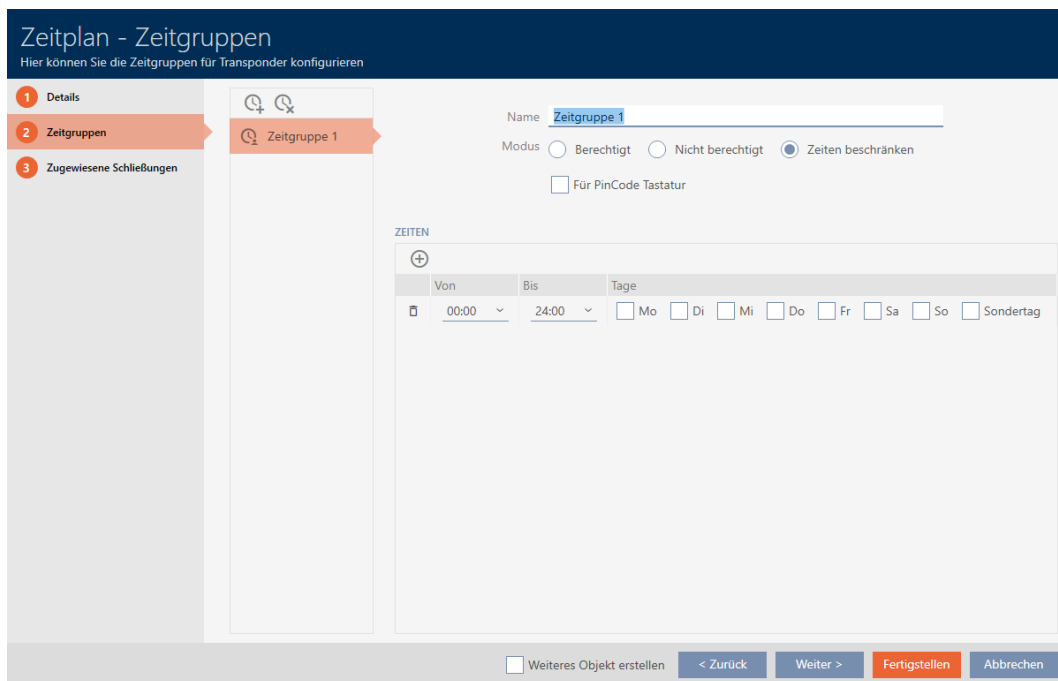 Zeitplan - Zeitgruppen
Hier können Sie die Zeitgruppen für Transponder konfigurieren
1 Details
2 Zeitgruppen
3 Zugewiesene Schließungen
Zeitgruppe 1
Name Zeitgruppe 1
Modus Berechtigt Nicht berechtigt Zeiten beschränken
Für PinCode Tastatur
ZEITEN
Von Bis Tage
00:00 24:00 Mo Di Mi Do Fr Sa So Sondertag
Weiteres Objekt erstellen < Zurück Weiter > Fertigstellen Abbrechen